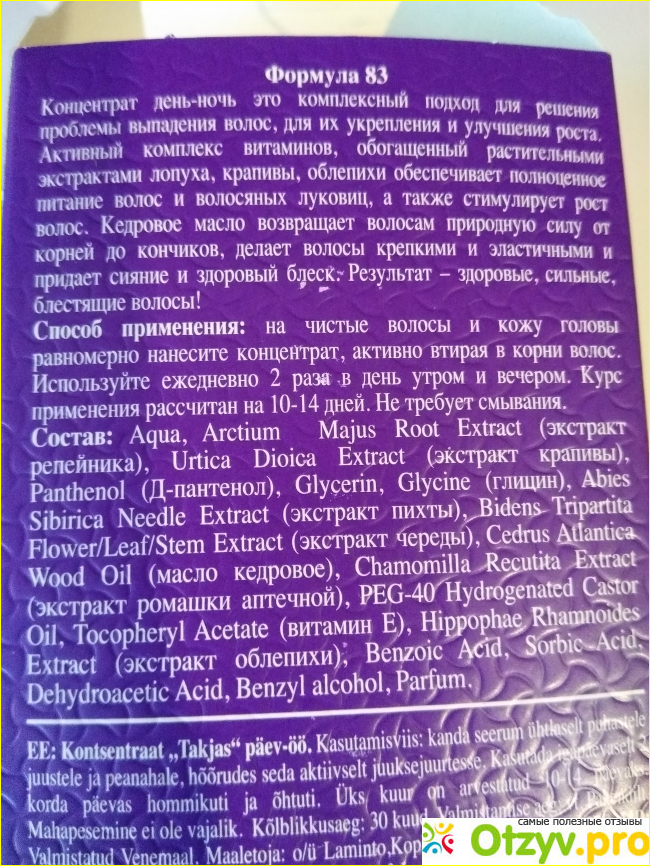 Формула 83
Концентрат день-ночь это комплексный подход для решения
проблемы выпадения волос, для их укрепления и улучшения роста.
Активный комплекс витаминов, обогащенный растительными
экстрактами лопуха, крапивы, облепихи обеспечивает полноценное
питание волос и волосяных луковиц, а также стимулирует рост
волос. Кедровое масло возвращает волосам природную силу от
корней до кончиков, делает волосы крепкими и эластичными и
придает сияние и здоровый блеск. Результат – здоровые, сильные,
блестящие волосы!
Способ применения: на чистые волосы и кожу головы
равномерно нанесите концентрат, активно втирая в корни волос.
Используйте ежедневно 2 раза в день утром и вечером. Курс
применения рассчитан на 10-14 дней. Не требует смывания.
Состав: Aqua, Arctium Majus Root Extract (экстракт
репейника), Urtica Dioica Extract (экстракт крапивы),
Panthenol (Д-пантенол), Glycerin, Glycine (глицин), Abies
Sibirica Needle Extract (экстракт пихты), Bidens Tripartita
Flower/Leaf/Stem Extract (экстракт череды), Cedrus Atlantica
Wood Oil (масло кедровое), Chamomilla Recutita Extract
(экстракт ромашки аптечной), PEG-40 Hydrogenated Castor
Oil, Tocopheryl Acetate (витамин Е), Hippophae Rhamnoides
Extract (экстракт облепихи), Benzoic Acid, Sorbic Acid,
Dehydroacetic Acid, Benzyl alcohol, Parfum.
EE: Kontsentraat „Takjas“ päev-öö. Kasutamisviis: kanda seerum ühtlaselt puhastele
juustele ja peanahale, hõõrudes seda aktiivselt juuksejuurtesse. Kasutada igapäevaselt 2
korda päevas hommikuti ja õhtuti. Üks kuur on arvestatud
Mahapesemine ei ole vajalik. Kõlblikkusaeg: 30 kuud. Valmistamise
Valmistatud Venemaal. Maaletoja: o/ü Laminto,
самые полезные отзывы
Otzyv.pro